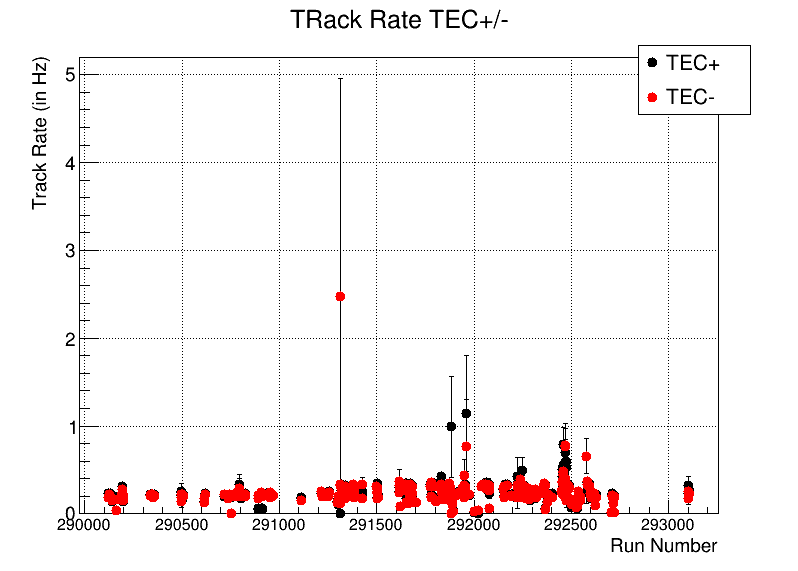 TRack Rate TEC+/-
TEC+
TEC-
Track Rate (in Hz)
5
4
3
2
1
0
290000 290500 291000 291500 292000 292500 293000
Run Number